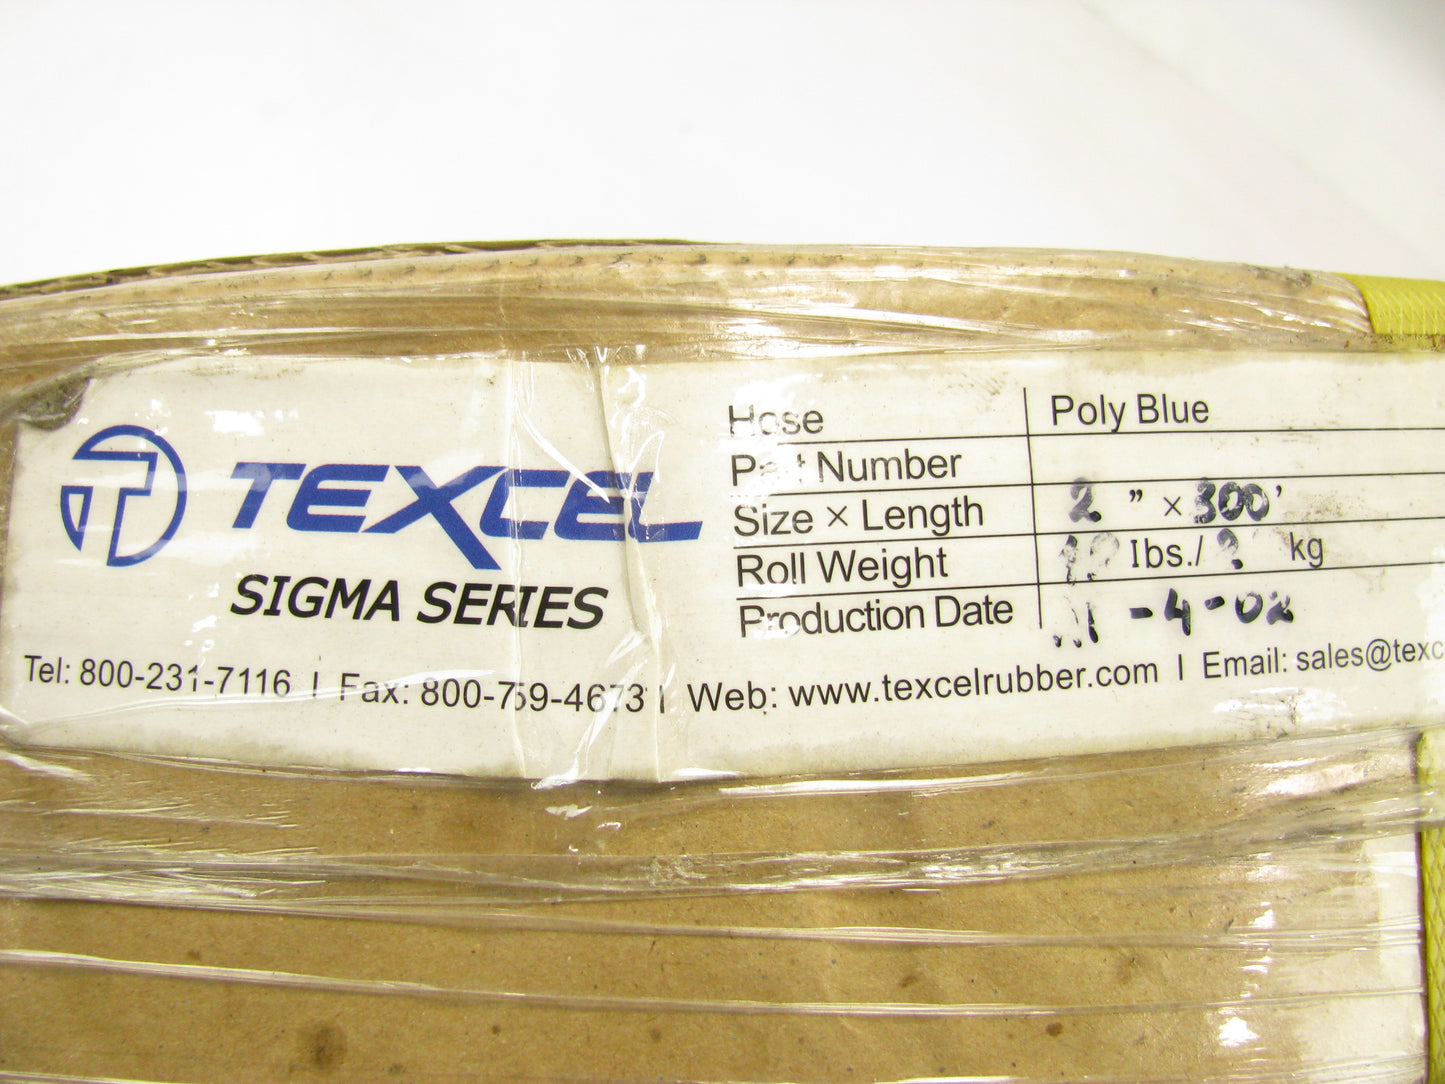 TEXCEL
SIGMA SERIES
Hose Poly Blue
Part Number
Size × Length 2 " × 300'
Roll Weight lbs./ kg
Production Date -4-02
Tel: 800-231-7116 | Fax: 800-759-4673 | Web: www.texcelrubber.com | Email: sales@texc